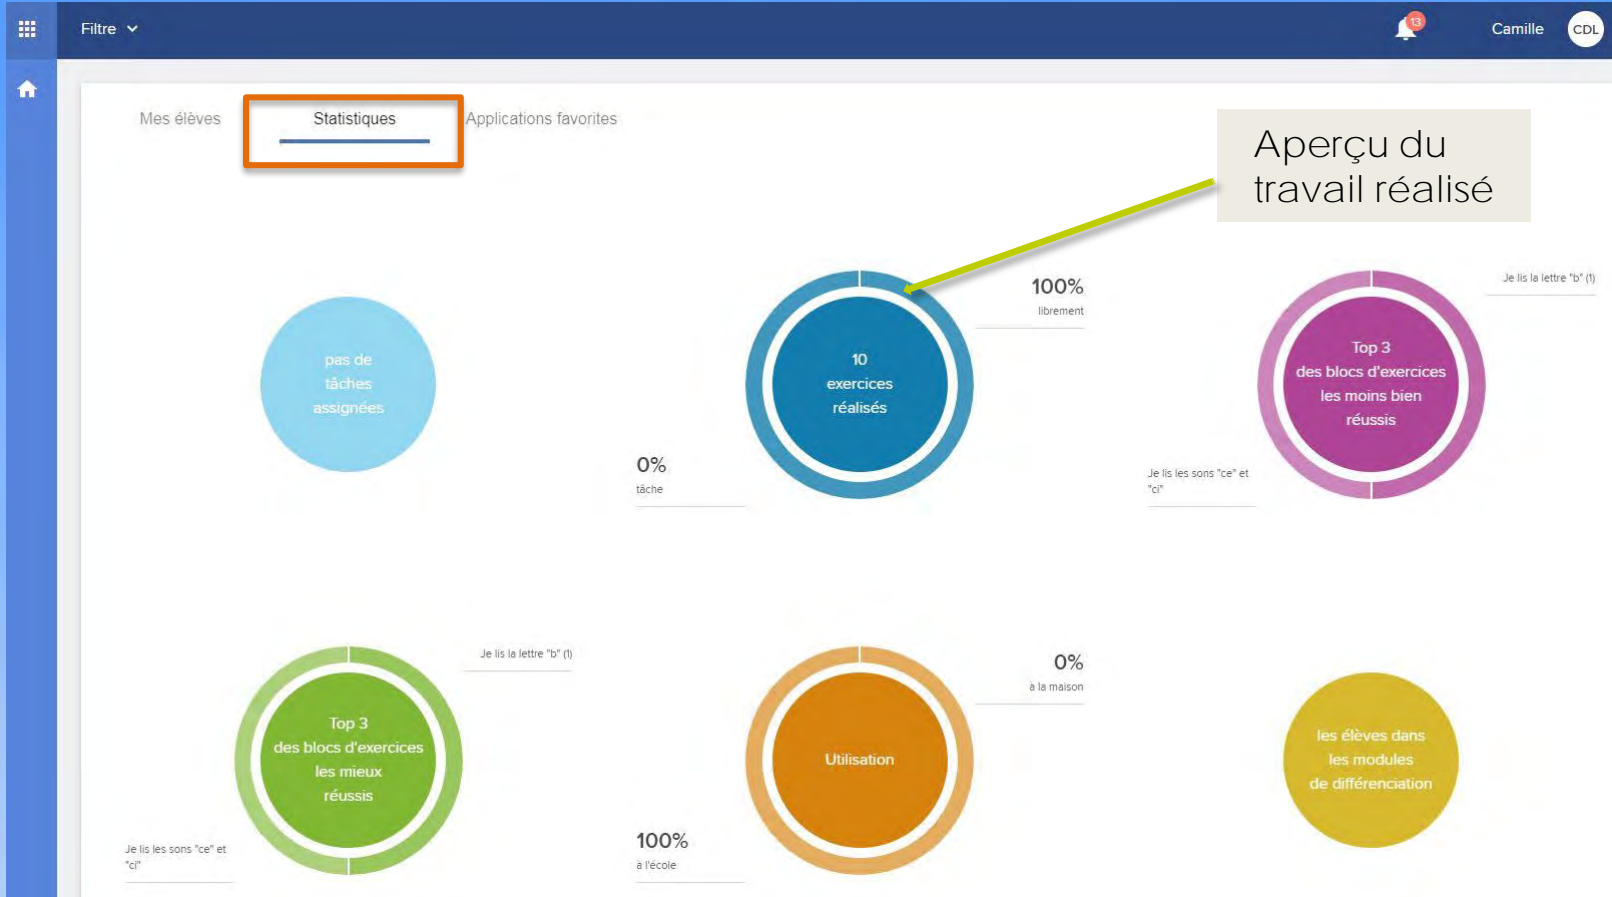 Filtre
13
Camille
CDL
Mes élèves
Statistiques
Applications favorites
Aperçu du
travail réalisé
pas de
tâches
assignées
10
exercices
réalisés
100%
librement
0%
tâche
Top 3
des blocs d'exercices
les moins bien
réussis
Je lis la lettre "b" (1)
Je lis les sons "ce" et
"ci"
Top 3
des blocs d'exercices
les mieux
réussis
Je lis la lettre "b" (1)
Je lis les sons "ce" et
"ci"
Utilisation
0%
à la maison
100%
à l'école
les élèves dans
les modules
de différenciation